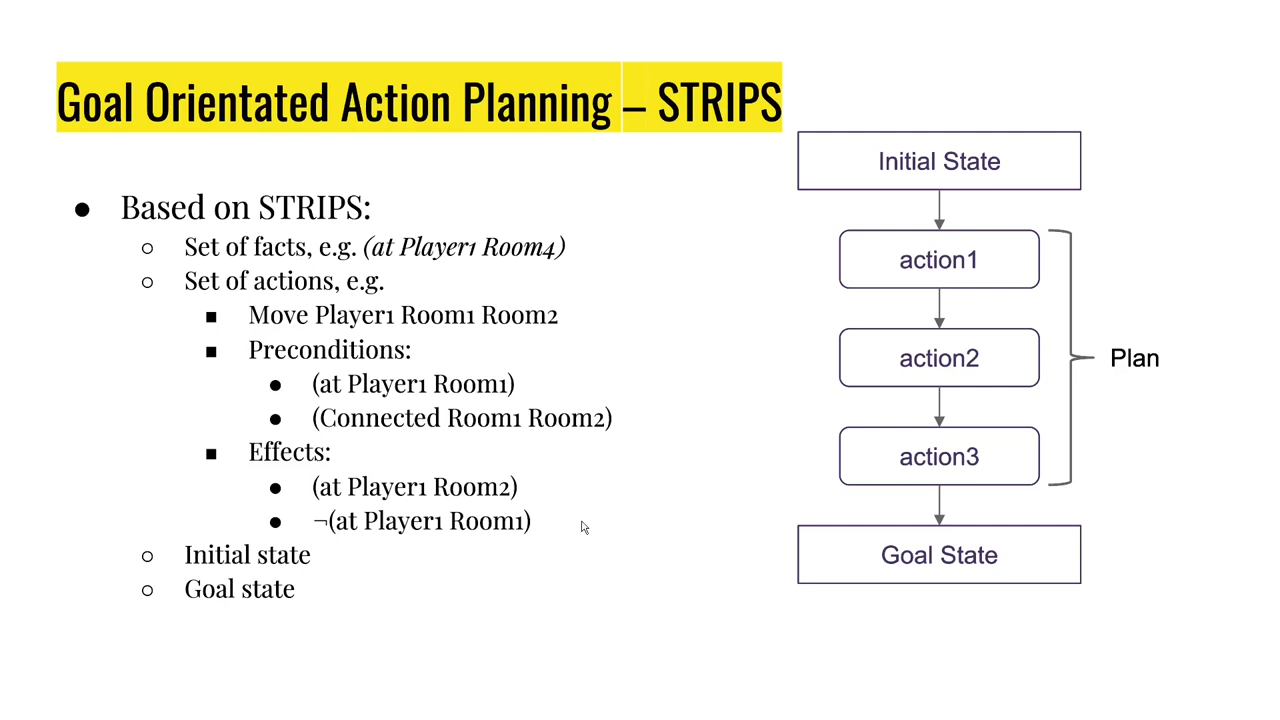 Goal Orientated Action Planning – STRIPS
● Based on STRIPS:
○ Set of facts, e.g. (at Player1 Room4)
○ Set of actions, e.g.
■ Move Player1 Room1 Room2
■ Preconditions:
● (at Player1 Room1)
● (Connected Room1 Room2)
■ Effects:
● (at Player1 Room2)
● ¬(at Player1 Room1)
○ Initial state
○ Goal state
Initial State
action1
action2
action3
Goal State
Plan